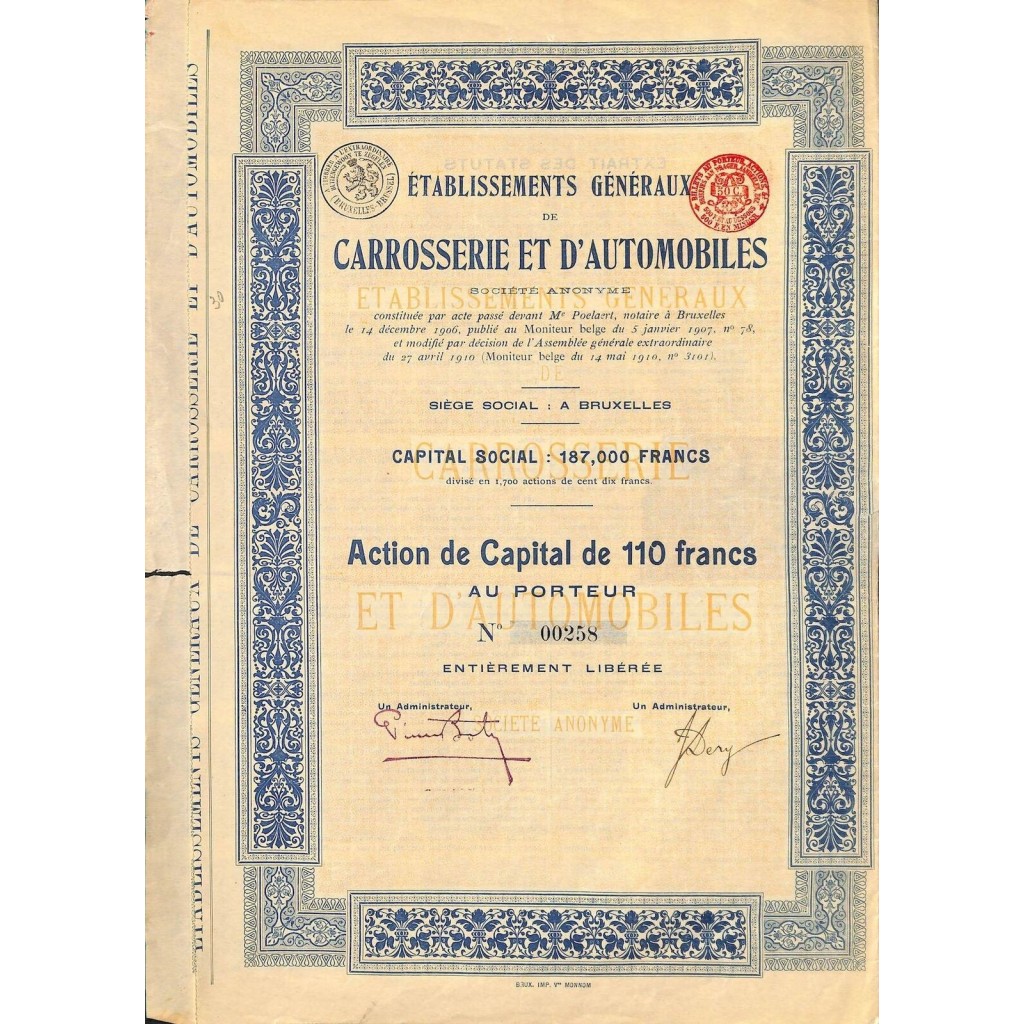 ÉTABLISSEMENTS GÉNÉRAUX
DE
CARROSSERIE ET D'AUTOMOBILES
SOCIÉTÉ ANONYME
ETABLISSEMENTS GENERAUX
constituée par acte passé devant Me Poelaert, notaire à Bruxelles
le 14 décembre 1906, publié au Moniteur belge du 5 janvier 1907, no 78,
et modifié par décision de l'Assemblée générale extraordinaire
du 27 avril 1910 (Moniteur belge du 14 mai 1910, no 3101).
DE
SIÈGE SOCIAL : A BRUXELLES
CARROSSERIE
CAPITAL SOCIAL : 187,000 FRANCS
divisé en 1,700 actions de cent dix francs.
Action de Capital de 110 francs
AU PORTEUR
ET D'AUTOMOBILES
No 00258
ENTIÈREMENT LIBÉRÉE
Un Administrateur,
Un Administrateur,
SOCIETE ANONYME
JDery
BRUX. IMP. Vve MONNOM
ETABLISSEMENTS GENERAUX DE CARROSSERIE ET D'AUTOMOBILES
EXTRAIT DES STATUTS